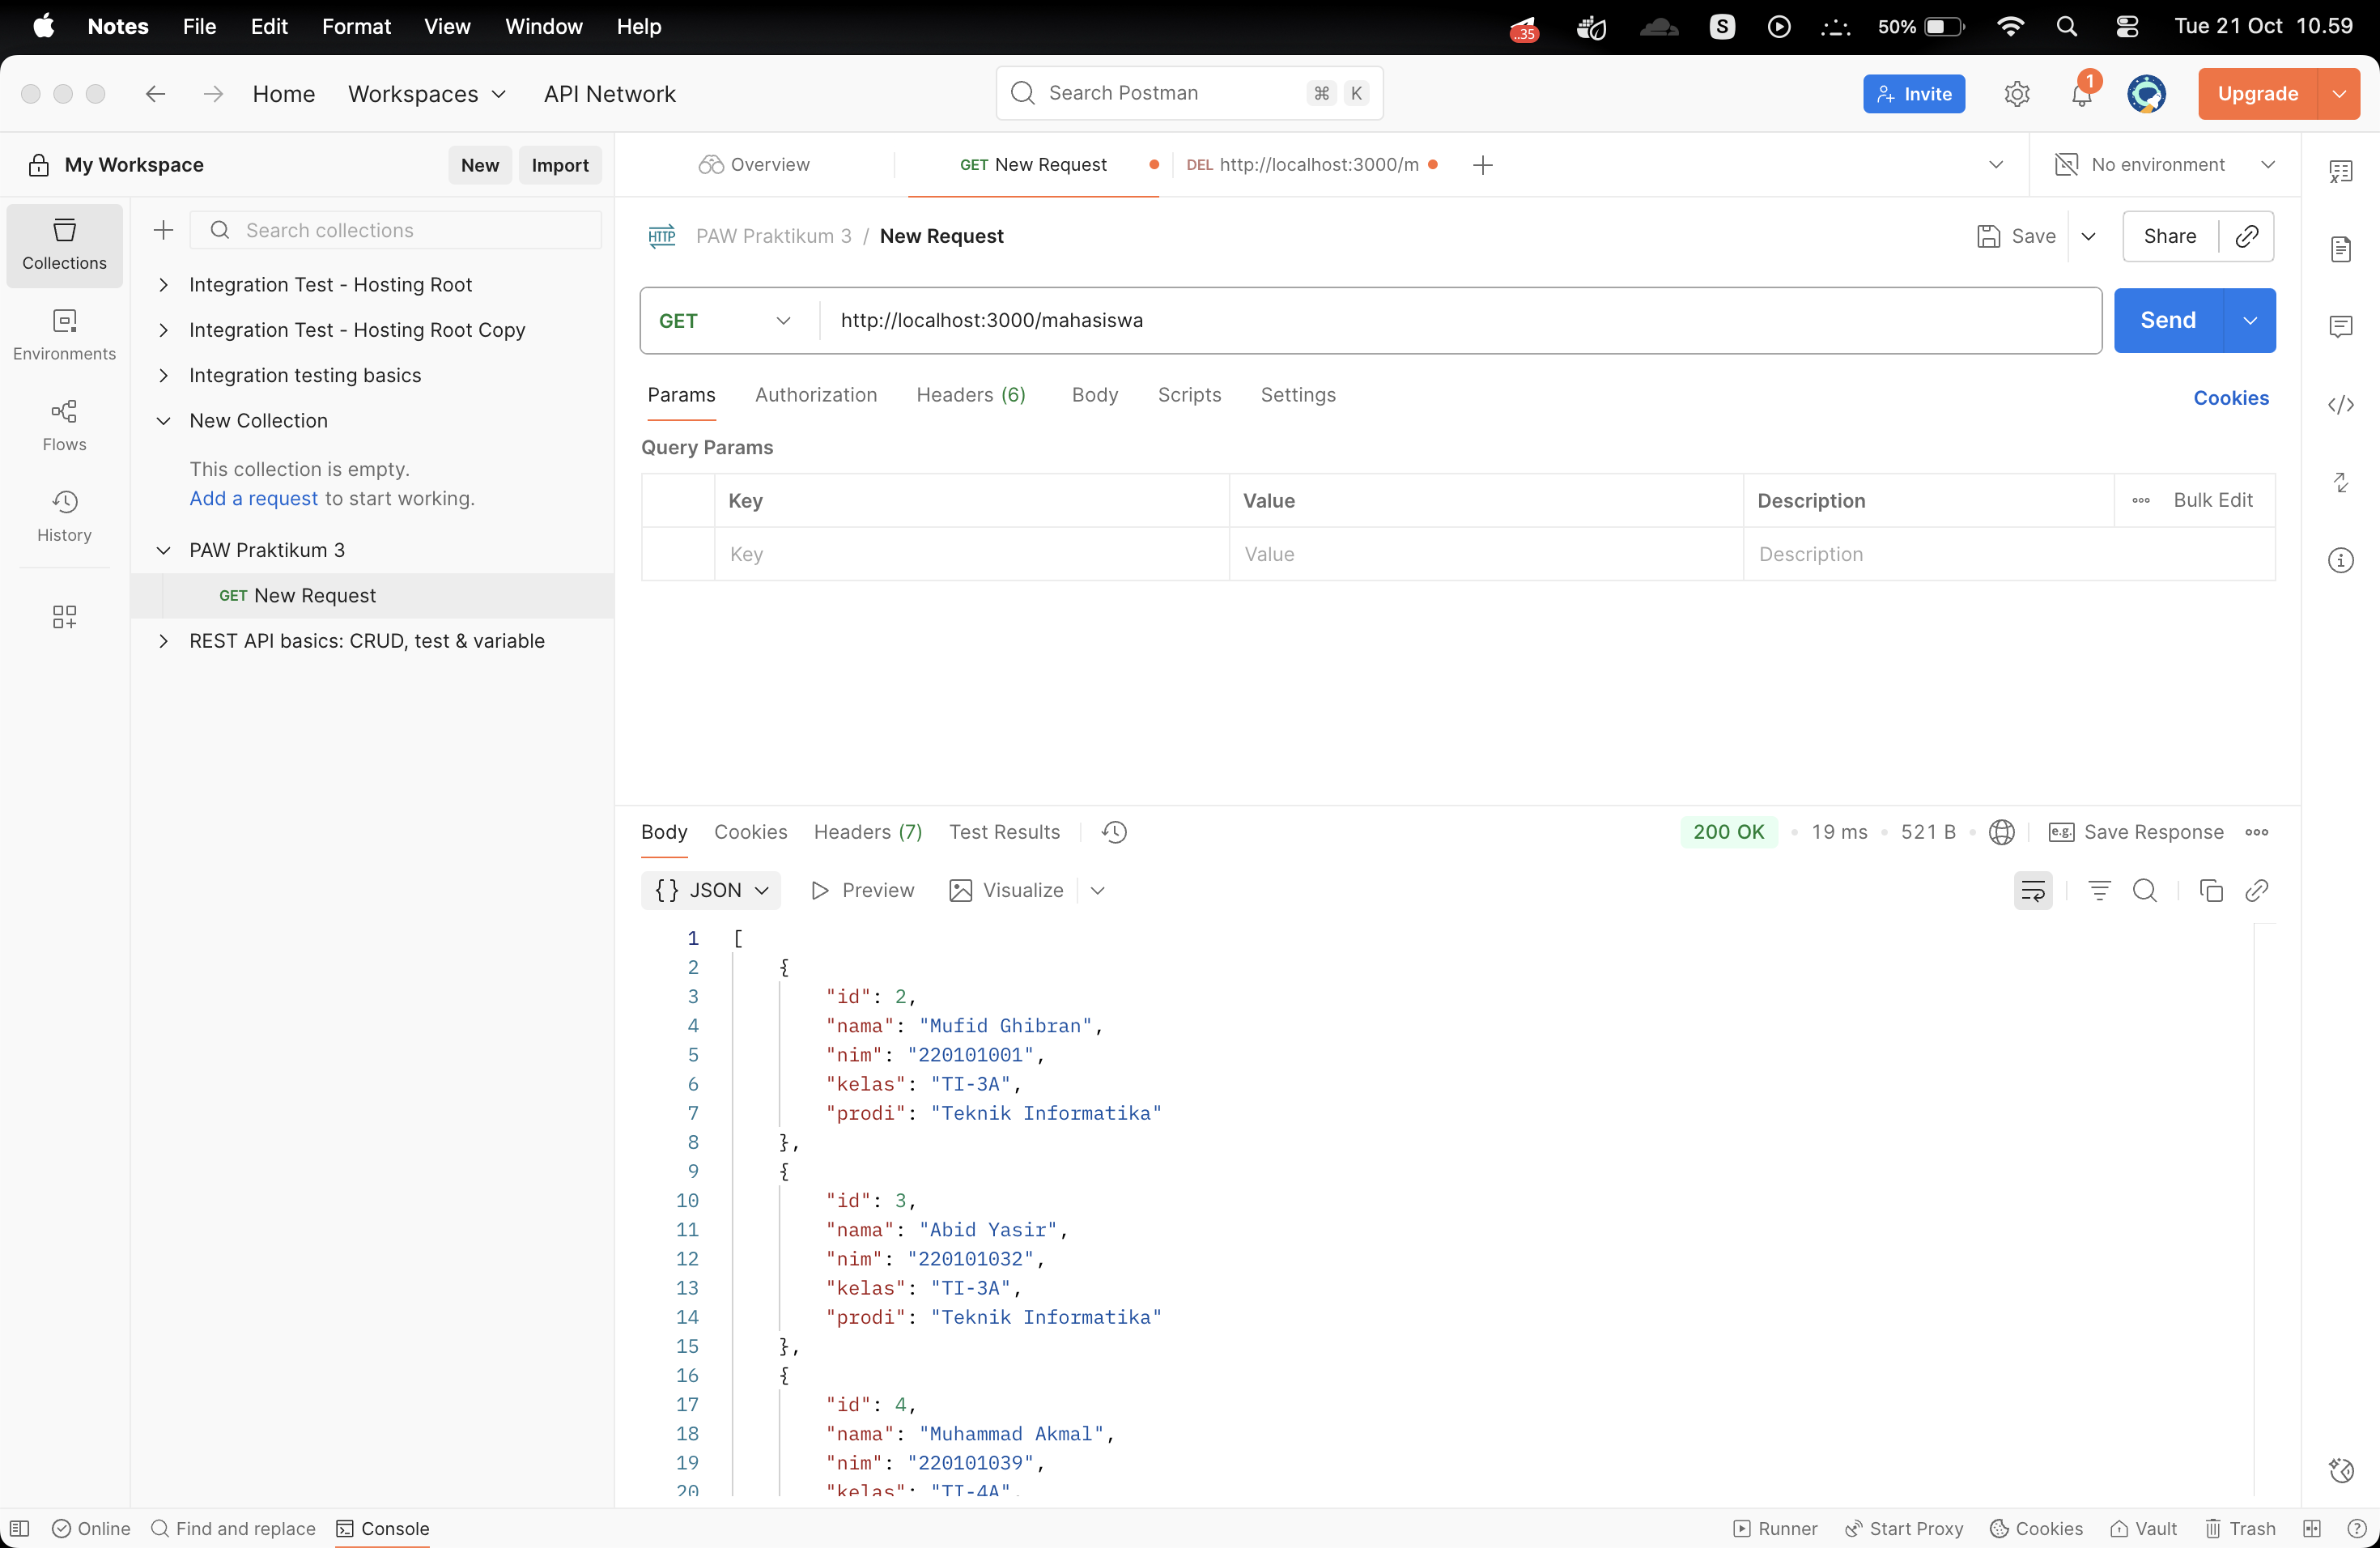 Notes File Edit Format View Window Help ..35 S 50% Tue 21 Oct 10.59
Home Workspaces API Network Search Postman ⌘ K Invite 1 Upgrade
My Workspace New Import Overview GET New Request DEL http://localhost:3000/m No environment
Collections
Environments
Flows
History
Search collections
Integration Test - Hosting Root
Integration Test - Hosting Root Copy
Integration testing basics
New Collection
This collection is empty.
Add a request to start working.
PAW Praktikum 3
GET New Request
REST API basics: CRUD, test & variable
HTTP PAW Praktikum 3 / New Request Save Share
GET http://localhost:3000/mahasiswa Send
Params Authorization Headers (6) Body Scripts Settings Cookies
Query Params
Key Value Description Bulk Edit
Key Value Description
Body Cookies Headers (7) Test Results 200 OK 19 ms 521 B e.g. Save Response
{} JSON Preview Visualize
1 [
2 {
3 "id": 2,
4 "nama": "Mufid Ghibran",
5 "nim": "220101001",
6 "kelas": "TI-3A",
7 "prodi": "Teknik Informatika"
8 },
9 {
10 "id": 3,
11 "nama": "Abid Yasir",
12 "nim": "220101032",
13 "kelas": "TI-3A",
14 "prodi": "Teknik Informatika"
15 },
16 {
17 "id": 4,
18 "nama": "Muhammad Akmal",
19 "nim": "220101039",
20 "kelas": "TI-4A",
Online Find and replace Console Runner Start Proxy Cookies Vault Trash